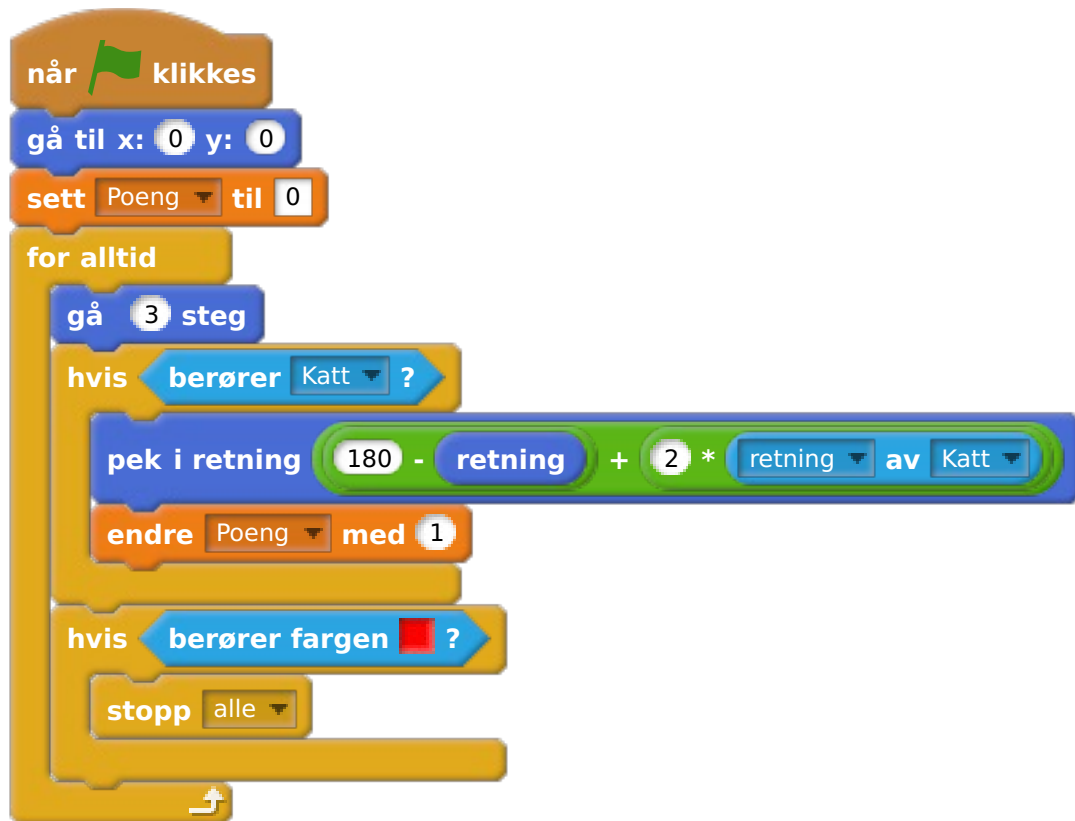 når klikkes
gå til x: 0 y: 0
sett Poeng til 0
for alltid
gå 3 steg
hvis berører Katt ?
pek i retning 180 - retning + 2 * retning av Katt
endre Poeng med 1
hvis berører fargen ?
stopp alle